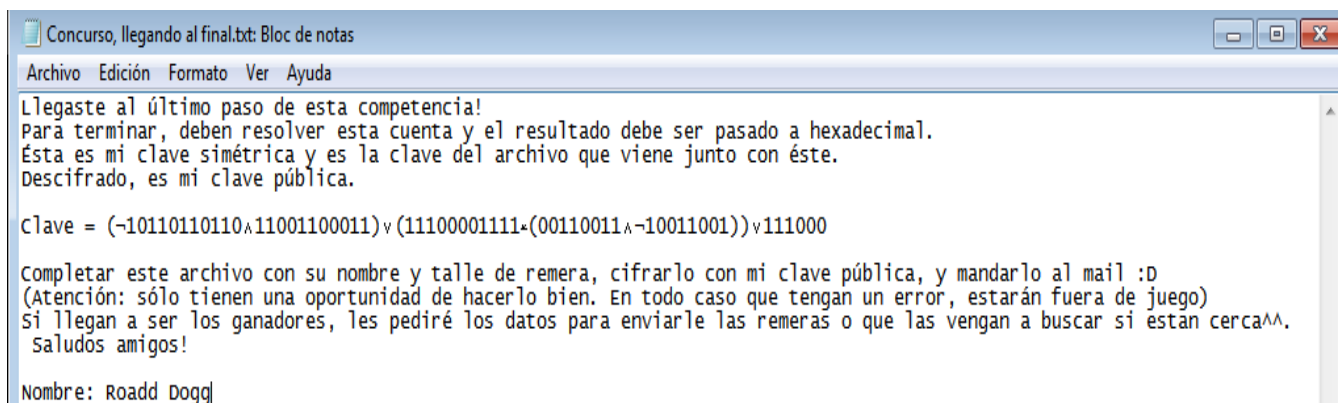 Concurso, llegando al final.txt: Bloc de notas
Archivo Edición Formato Ver Ayuda
Llegaste al último paso de esta competencia!
Para terminar, deben resolver esta cuenta y el resultado debe ser pasado a hexadecimal.
Ésta es mi clave simétrica y es la clave del archivo que viene junto con éste.
Descifrado, es mi clave pública.
Clave = (¬10110110110∧11001100011)∨(11100001111⊻(00110011∧¬10011001))∨111000
Completar este archivo con su nombre y talle de remera, cifrarlo con mi clave pública, y mandarlo al mail :D
(Atención: sólo tienen una oportunidad de hacerlo bien. En todo caso que tengan un error, estarán fuera de juego)
Si llegan a ser los ganadores, les pediré los datos para enviarle las remeras o que las vengan a buscar si estan cerca^^.
Saludos amigos!
Nombre: Roadd Dogg